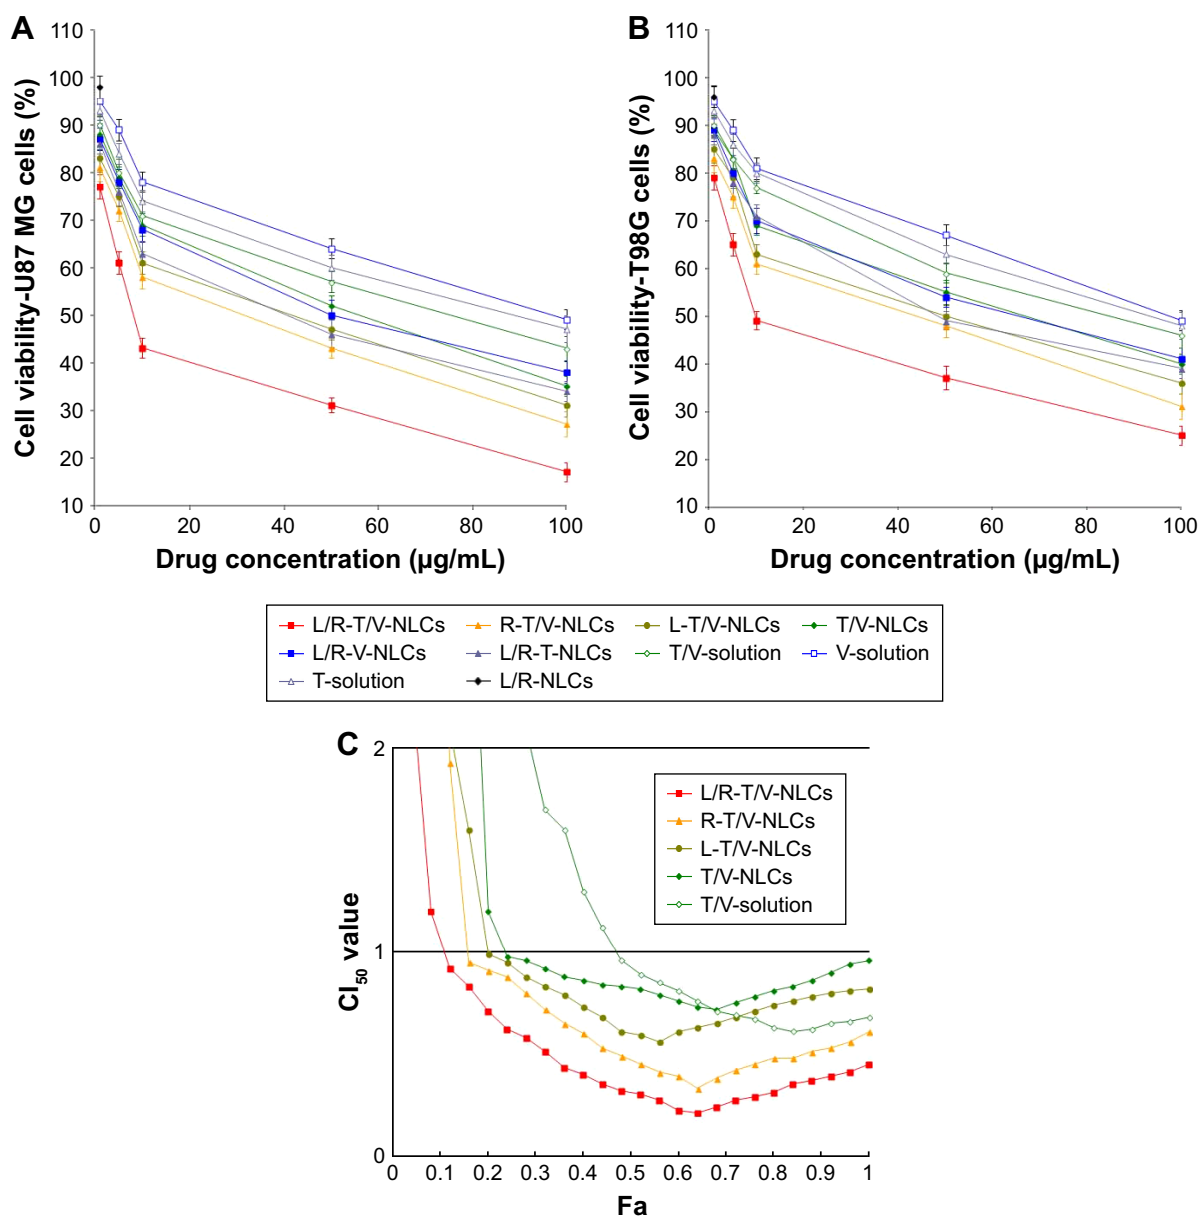 A
Cell viability-U87 MG cells (%)
110
100
90
80
70
60
50
40
30
20
10
0 20 40 60 80 100
Drug concentration (µg/mL)
B
Cell viability-T98G cells (%)
110
100
90
80
70
60
50
40
30
20
10
0 20 40 60 80 100
Drug concentration (µg/mL)
L/R-T/V-NLCs R-T/V-NLCs L-T/V-NLCs T/V-NLCs
L/R-V-NLCs L/R-T-NLCs T/V-solution V-solution
T-solution L/R-NLCs
C
CI50 value
2
1
0
L/R-T/V-NLCs
R-T/V-NLCs
L-T/V-NLCs
T/V-NLCs
T/V-solution
0 0.1 0.2 0.3 0.4 0.5 0.6 0.7 0.8 0.9 1
Fa